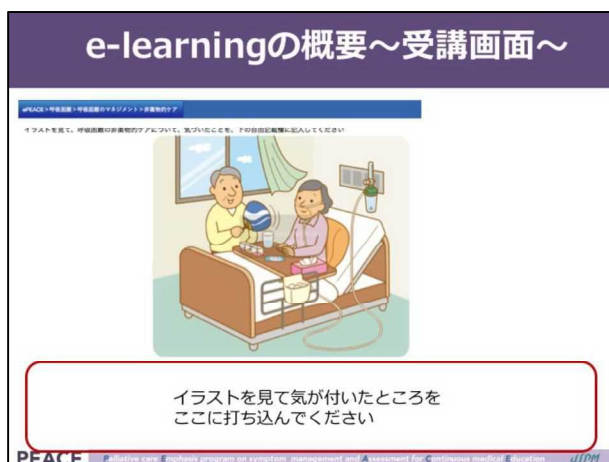 e-learningの概要～受講画面～
ePEACE > 呼吸困難 > 呼吸困難のマネジメント > 非薬物的ケア
イラストを見て、呼吸困難の非薬物的ケアについて、気づいたことを、下の自由記載欄に記入してください
イラストを見て気が付いたところを
ここに打ち込んでください
PEACE Palliative care Emphasis program on symptom management and Assessment for Continuous medical Education JSPM